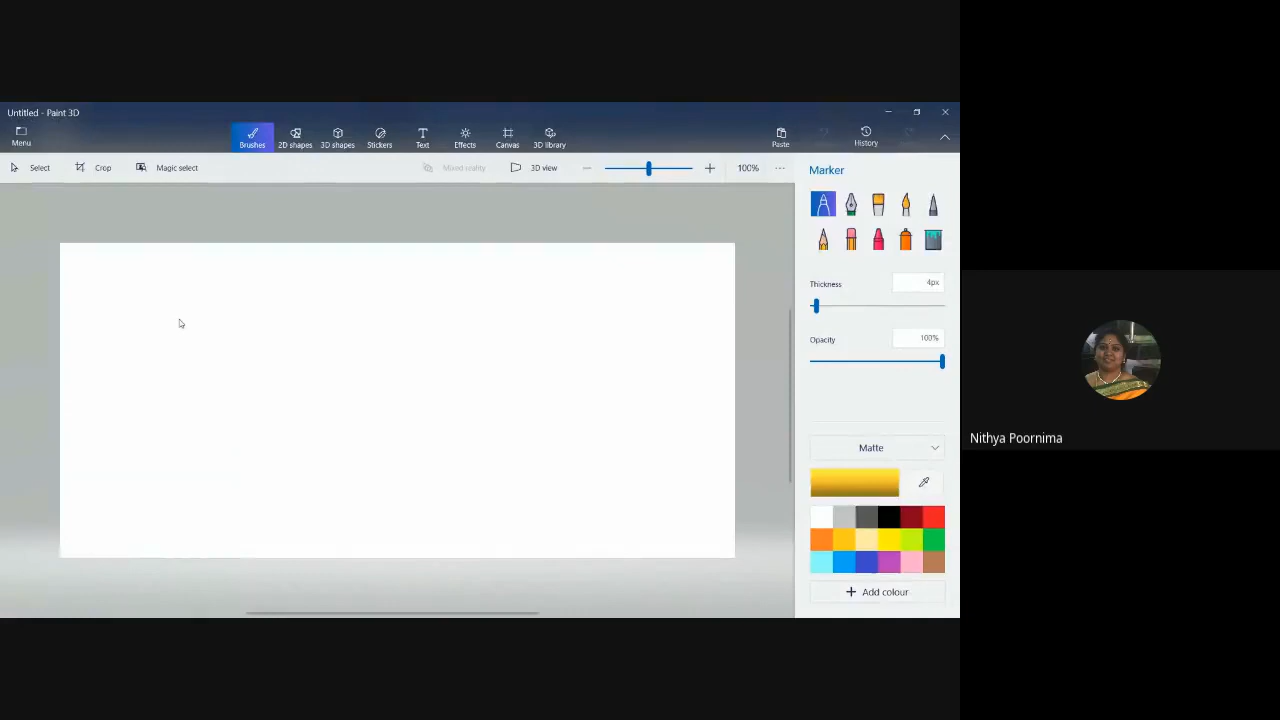 Untitled - Paint 3D
Menu
Brushes
2D shapes
3D shapes
Stickers
Text
Effects
Canvas
3D library
Paste
History
Select
Crop
Magic select
Mixed reality
3D view
100%
Marker
Thickness
4px
Opacity
100%
Matte
Add colour
Nithya Poornima